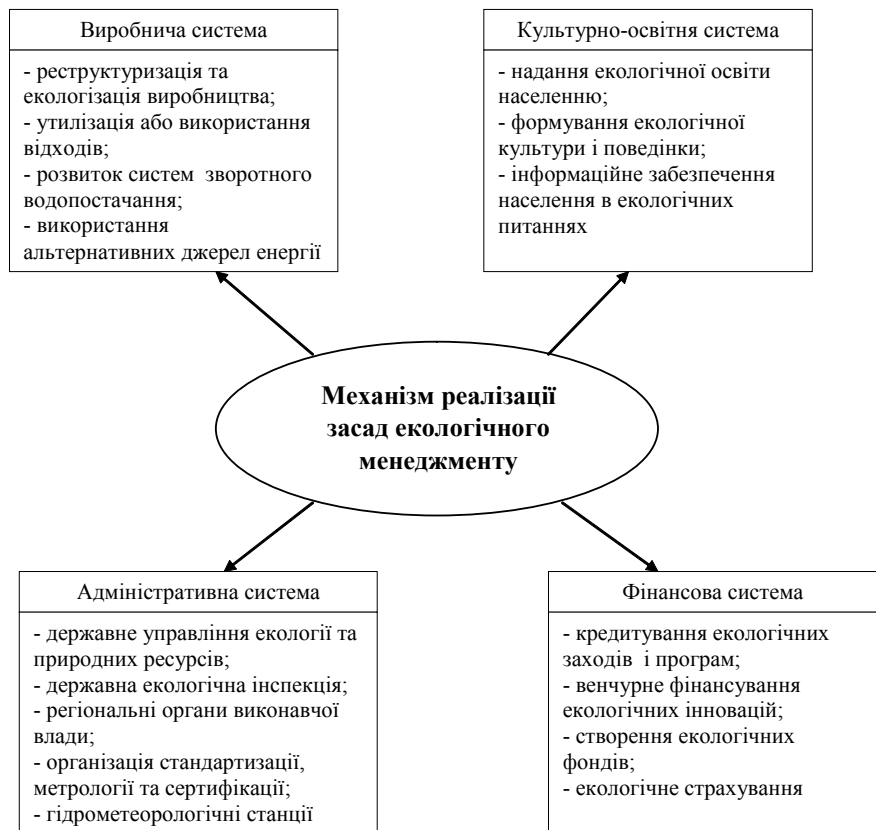 Виробнича система
- реструктуризація та
екологізація виробництва;
- утилізація або використання
відходів;
- розвиток систем зворотного
водопостачання;
- використання
альтернативних джерел енергії
Культурно-освітня система
- надання екологічної освіти
населенню;
- формування екологічної
культури і поведінки;
- інформаційне забезпечення
населення в екологічних
питаннях
Механізм реалізації
засад екологічного
менеджменту
Адміністративна система
- державне управління екології та
природних ресурсів;
- державна екологічна інспекція;
- регіональні органи виконавчої
влади;
- організація стандартизації,
метрології та сертифікації;
- гідрометеорологічні станції
Фінансова система
- кредитування екологічних
заходів і програм;
- венчурне фінансування
екологічних інновацій;
- створення екологічних
фондів;
- екологічне страхування